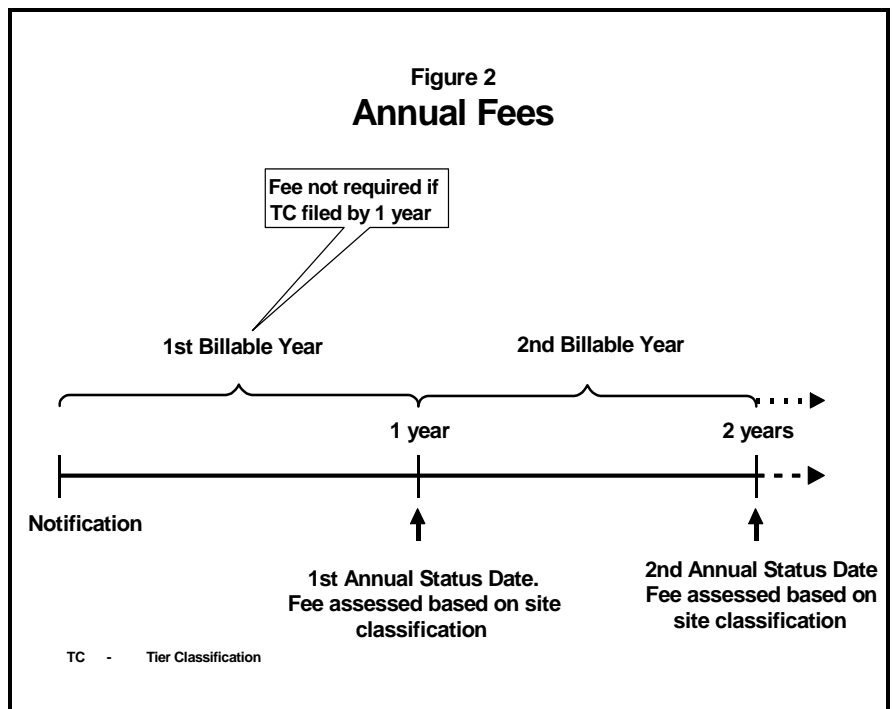 Figure 2
Annual Fees
Fee not required if
TC filed by 1 year
1st Billable Year
2nd Billable Year
1 year
2 years
Notification
1st Annual Status Date.
Fee assessed based on site
classification
2nd Annual Status Date
Fee assessed based on
site classification
TC - Tier Classification